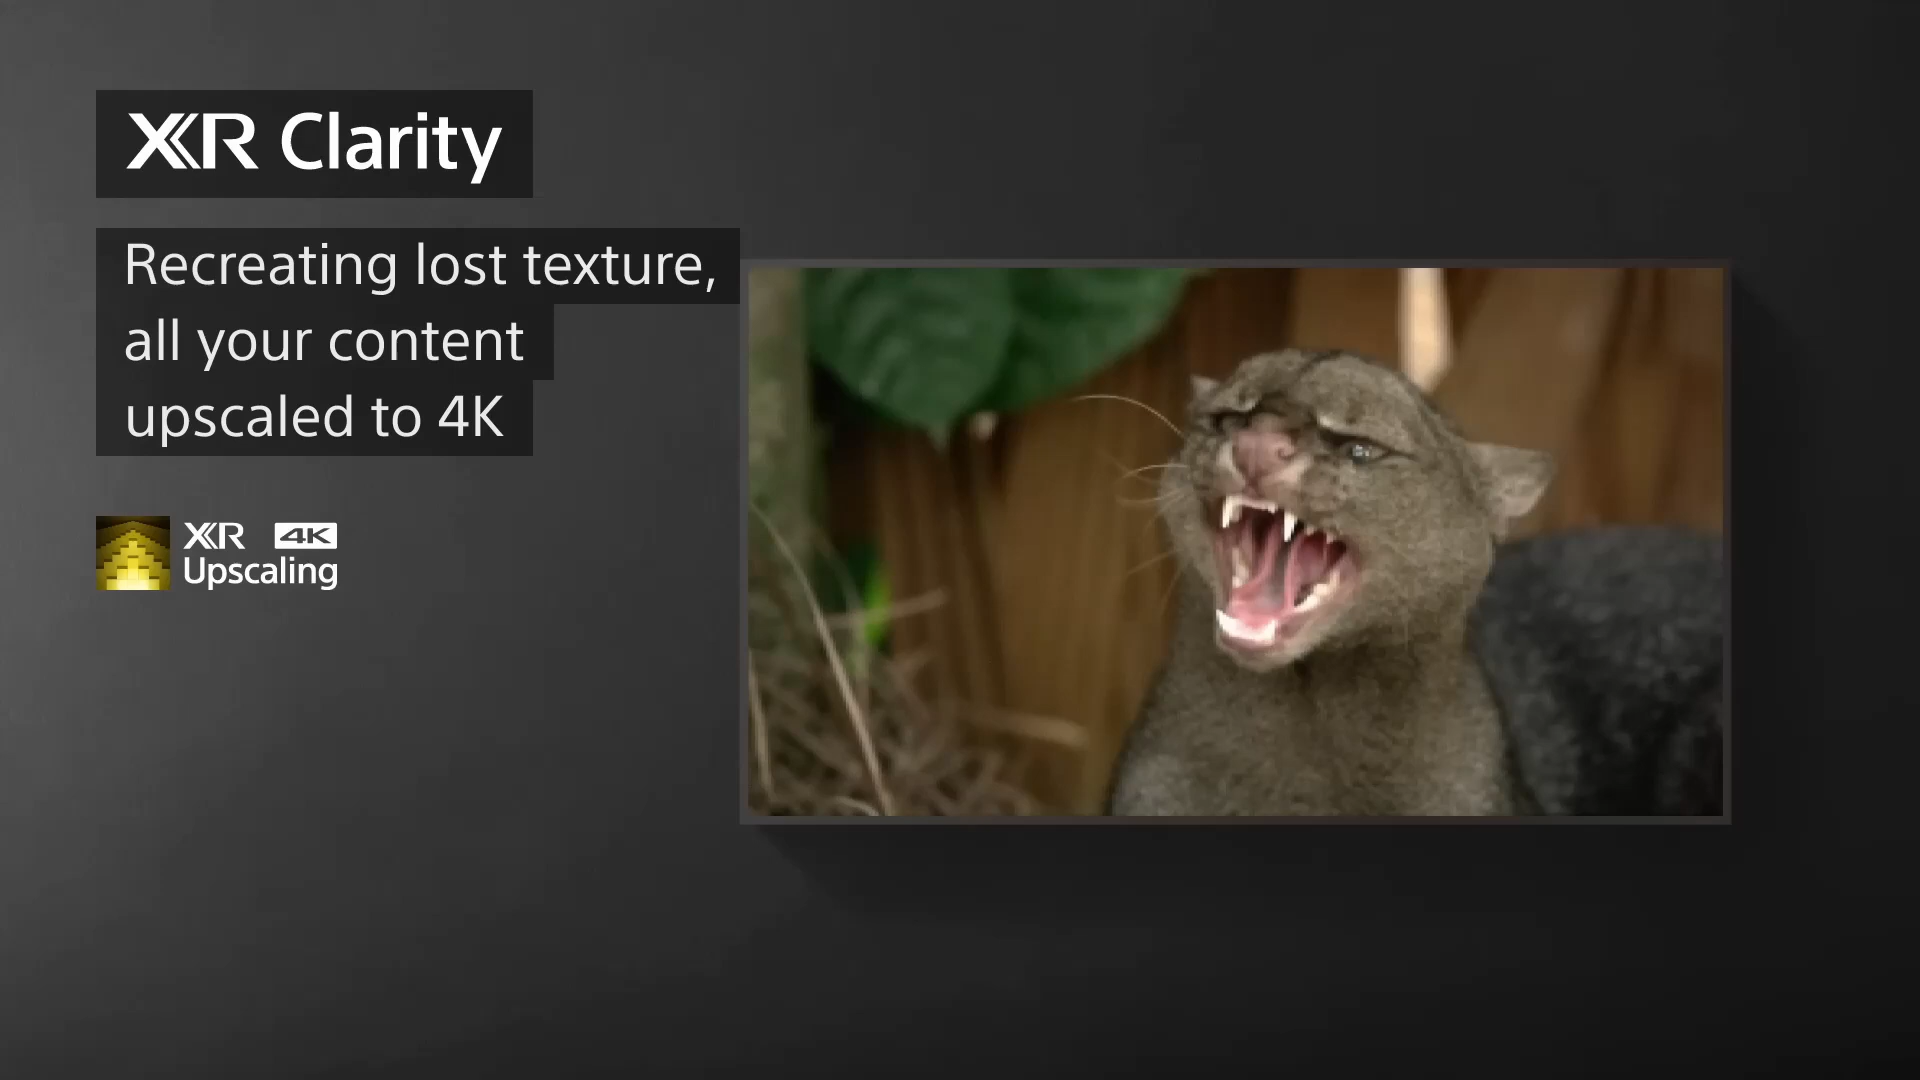 XR Clarity
Recreating lost texture,
all your content
upscaled to 4K
XR 4K
Upscaling